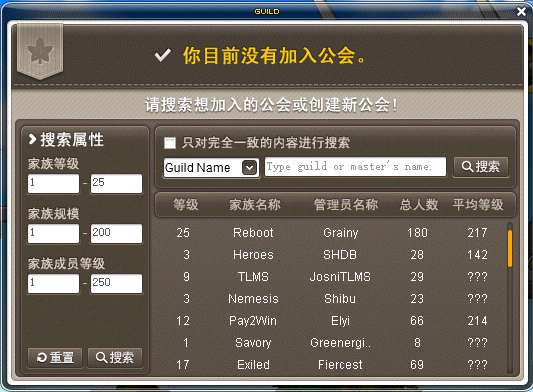 GUILD
你目前没有加入公会。
请搜索想加入的公会或创建新公会!
搜索属性
家族等级
1 - 25
家族规模
1 - 200
家族成员等级
1 - 250
重置 搜索
只对完全一致的内容进行搜索
Guild Name Type guild or master's name. 搜索
等级 家族名称 管理员名称 总人数 平均等级
25 Reboot Grainy 180 217
3 Heroes SHDB 28 142
9 TLMS JosniTLMS 29 ???
3 Nemesis Shibu 23 ???
12 Pay2Win Elyi 66 214
1 Savory Greenergi.. 8 ???
17 Exiled Fiercest 69 ???